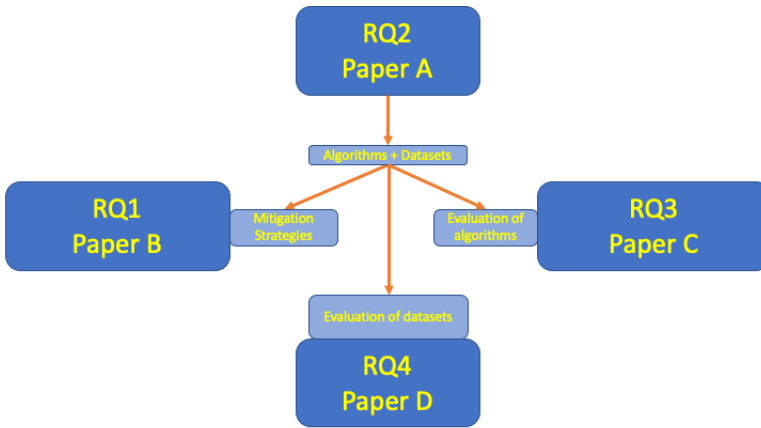 RQ2
Paper A
Algorithms + Datasets
RQ1
Paper B
Mitigation
Strategies
Evaluation of
algorithms
RQ3
Paper C
Evaluation of datasets
RQ4
Paper D